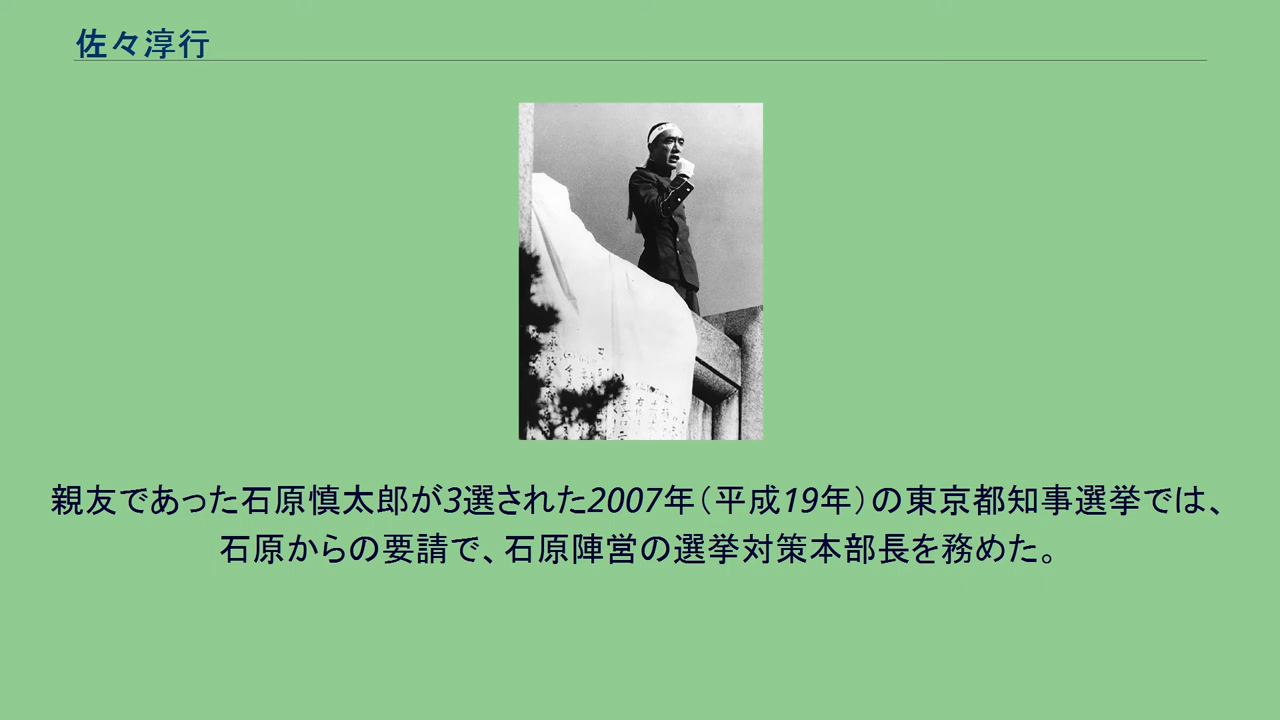 佐々淳行
親友であった石原慎太郎が3選された2007年（平成19年）の東京都知事選挙では、
石原からの要請で、石原陣営の選挙対策本部長を務めた。